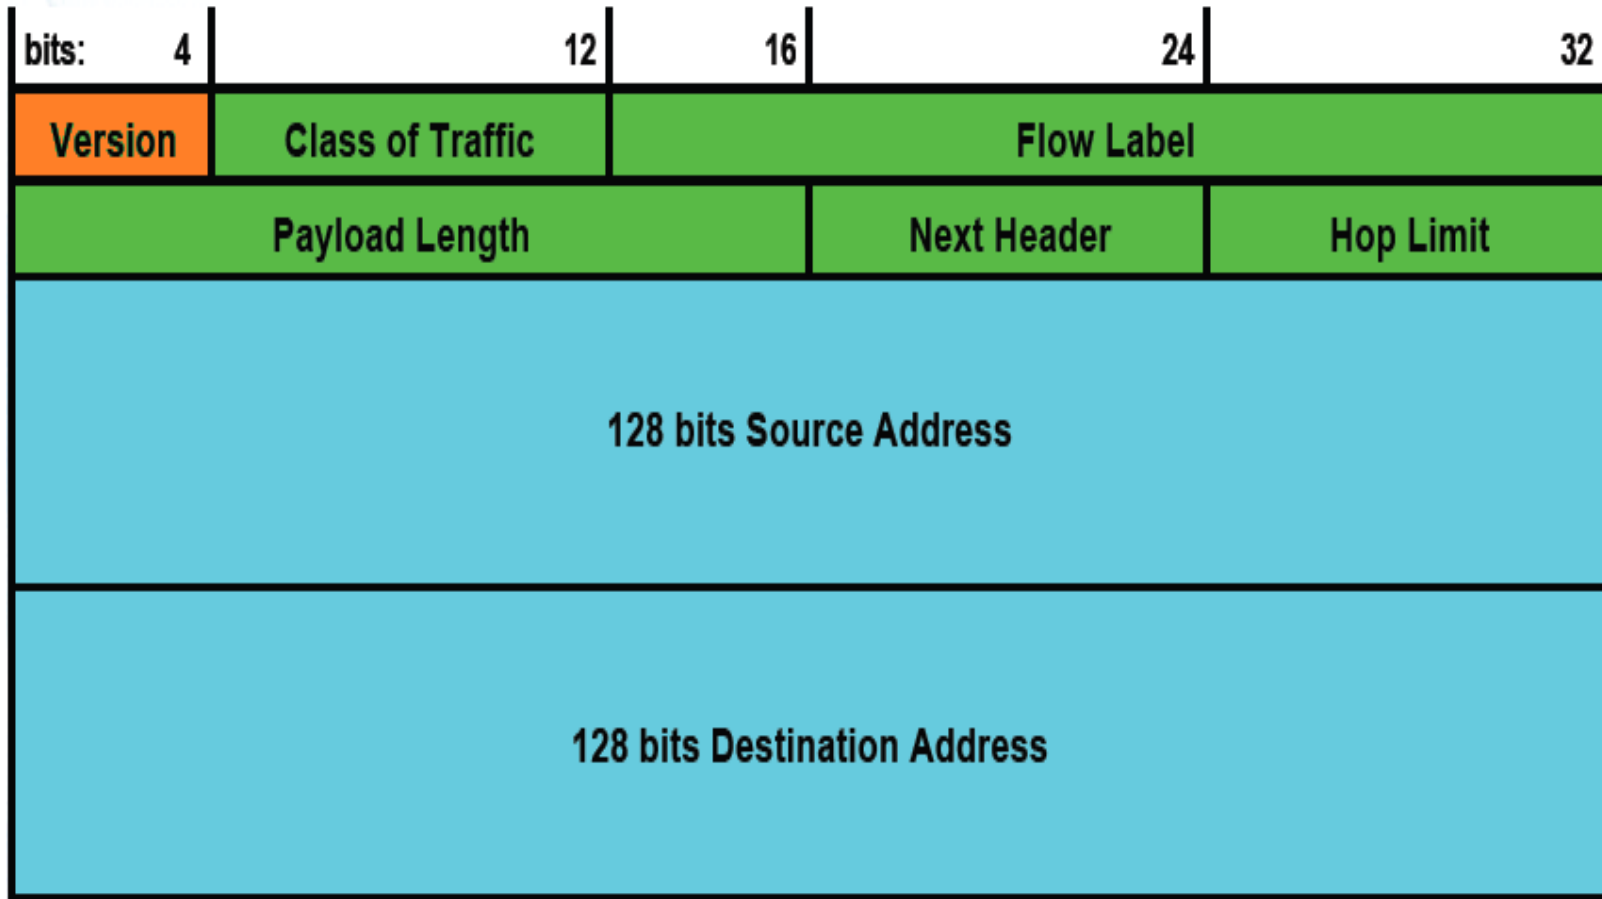 bits: 4 12 16 24 32
Version Class of Traffic Flow Label
Payload Length Next Header Hop Limit
128 bits Source Address
128 bits Destination Address